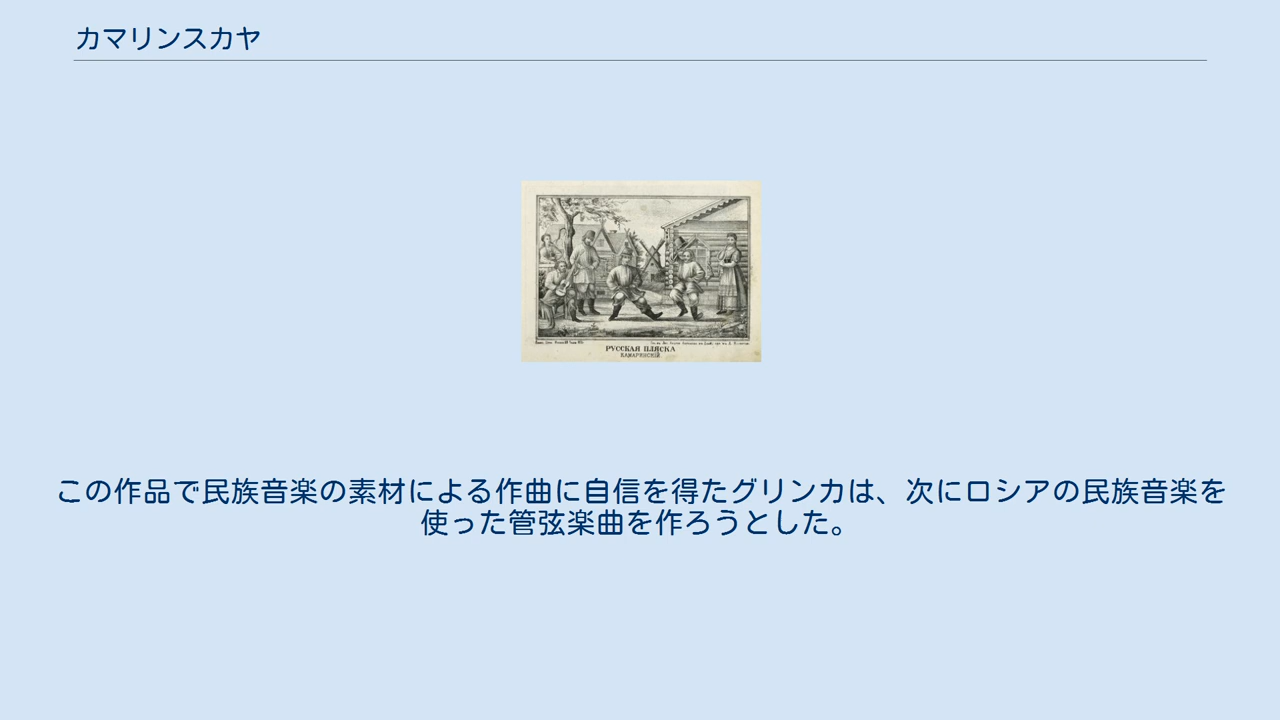 カマリンスカヤ
РУССКАЯ ПЛЯСКА
КАМАРИНСКІЙ
この作品で民族音楽の素材による作曲に自信を得たグリンカは、次にロシアの民族音楽を
使った管弦楽曲を作ろうとした。